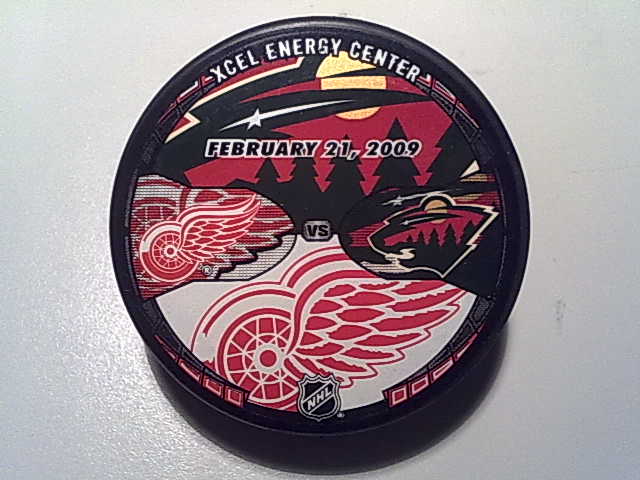 XCEL ENERGY CENTER
FEBRUARY 21, 2009
VS
®
NHL
®